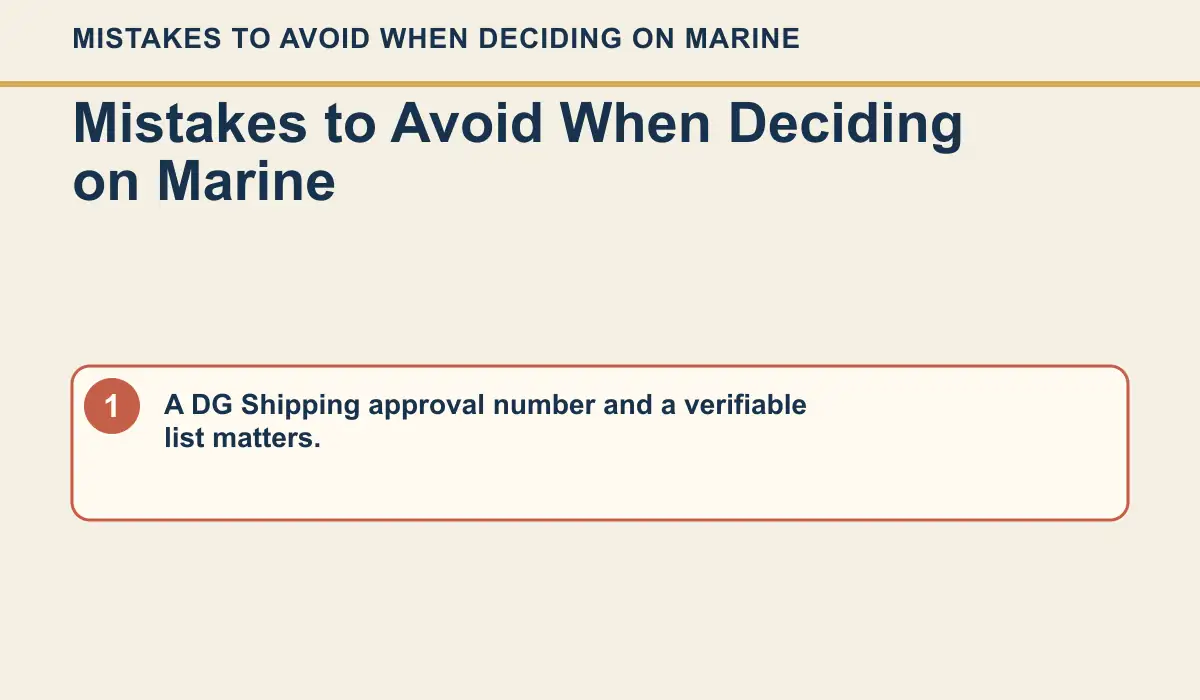 MISTAKES TO AVOID WHEN DECIDING ON MARINE
Mistakes to Avoid When Deciding
on Marine
1
A DG Shipping approval number and a verifiable
list matters.